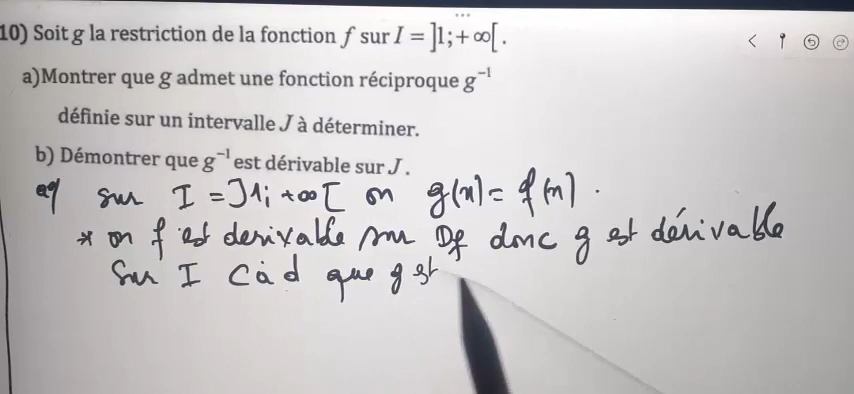 10) Soit g la restriction de la fonction f sur I = ]1;+∞[.
a)Montrer que g admet une fonction réciproque g⁻¹
définie sur un intervalle J à déterminer.
b) Démontrer que g⁻¹ est dérivable sur J.
a) sur I = ]1; +∞[ on g(x) = f(x).
* on f est derivable sur Df donc g est dérivable
Sur I càd que g est